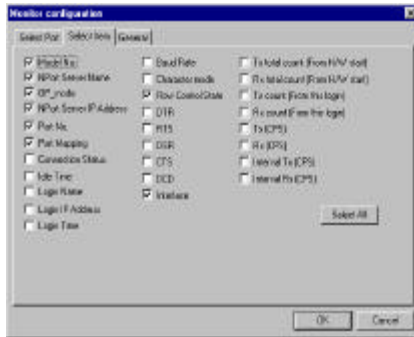 Monitor configuration
Select Port
Select Item
General
Model No.
NPort Server Name
OP_mode
NPort Server IP Address
Port No.
Port Mapping
Connection Status
Idle Time
Login Name
Login IP Address
Login Time
Baud Rate
Character mode
Flow Control State
DTR
RTS
DSR
CTS
DCD
Interface
Tx total count (From H/W start)
Rx total count (From H/W start)
Tx count (From this login)
Rx count (From this login)
Tx (CPS)
Rx (CPS)
Internal Tx (CPS)
Internal Rx (CPS)
Select All
OK
Cancel